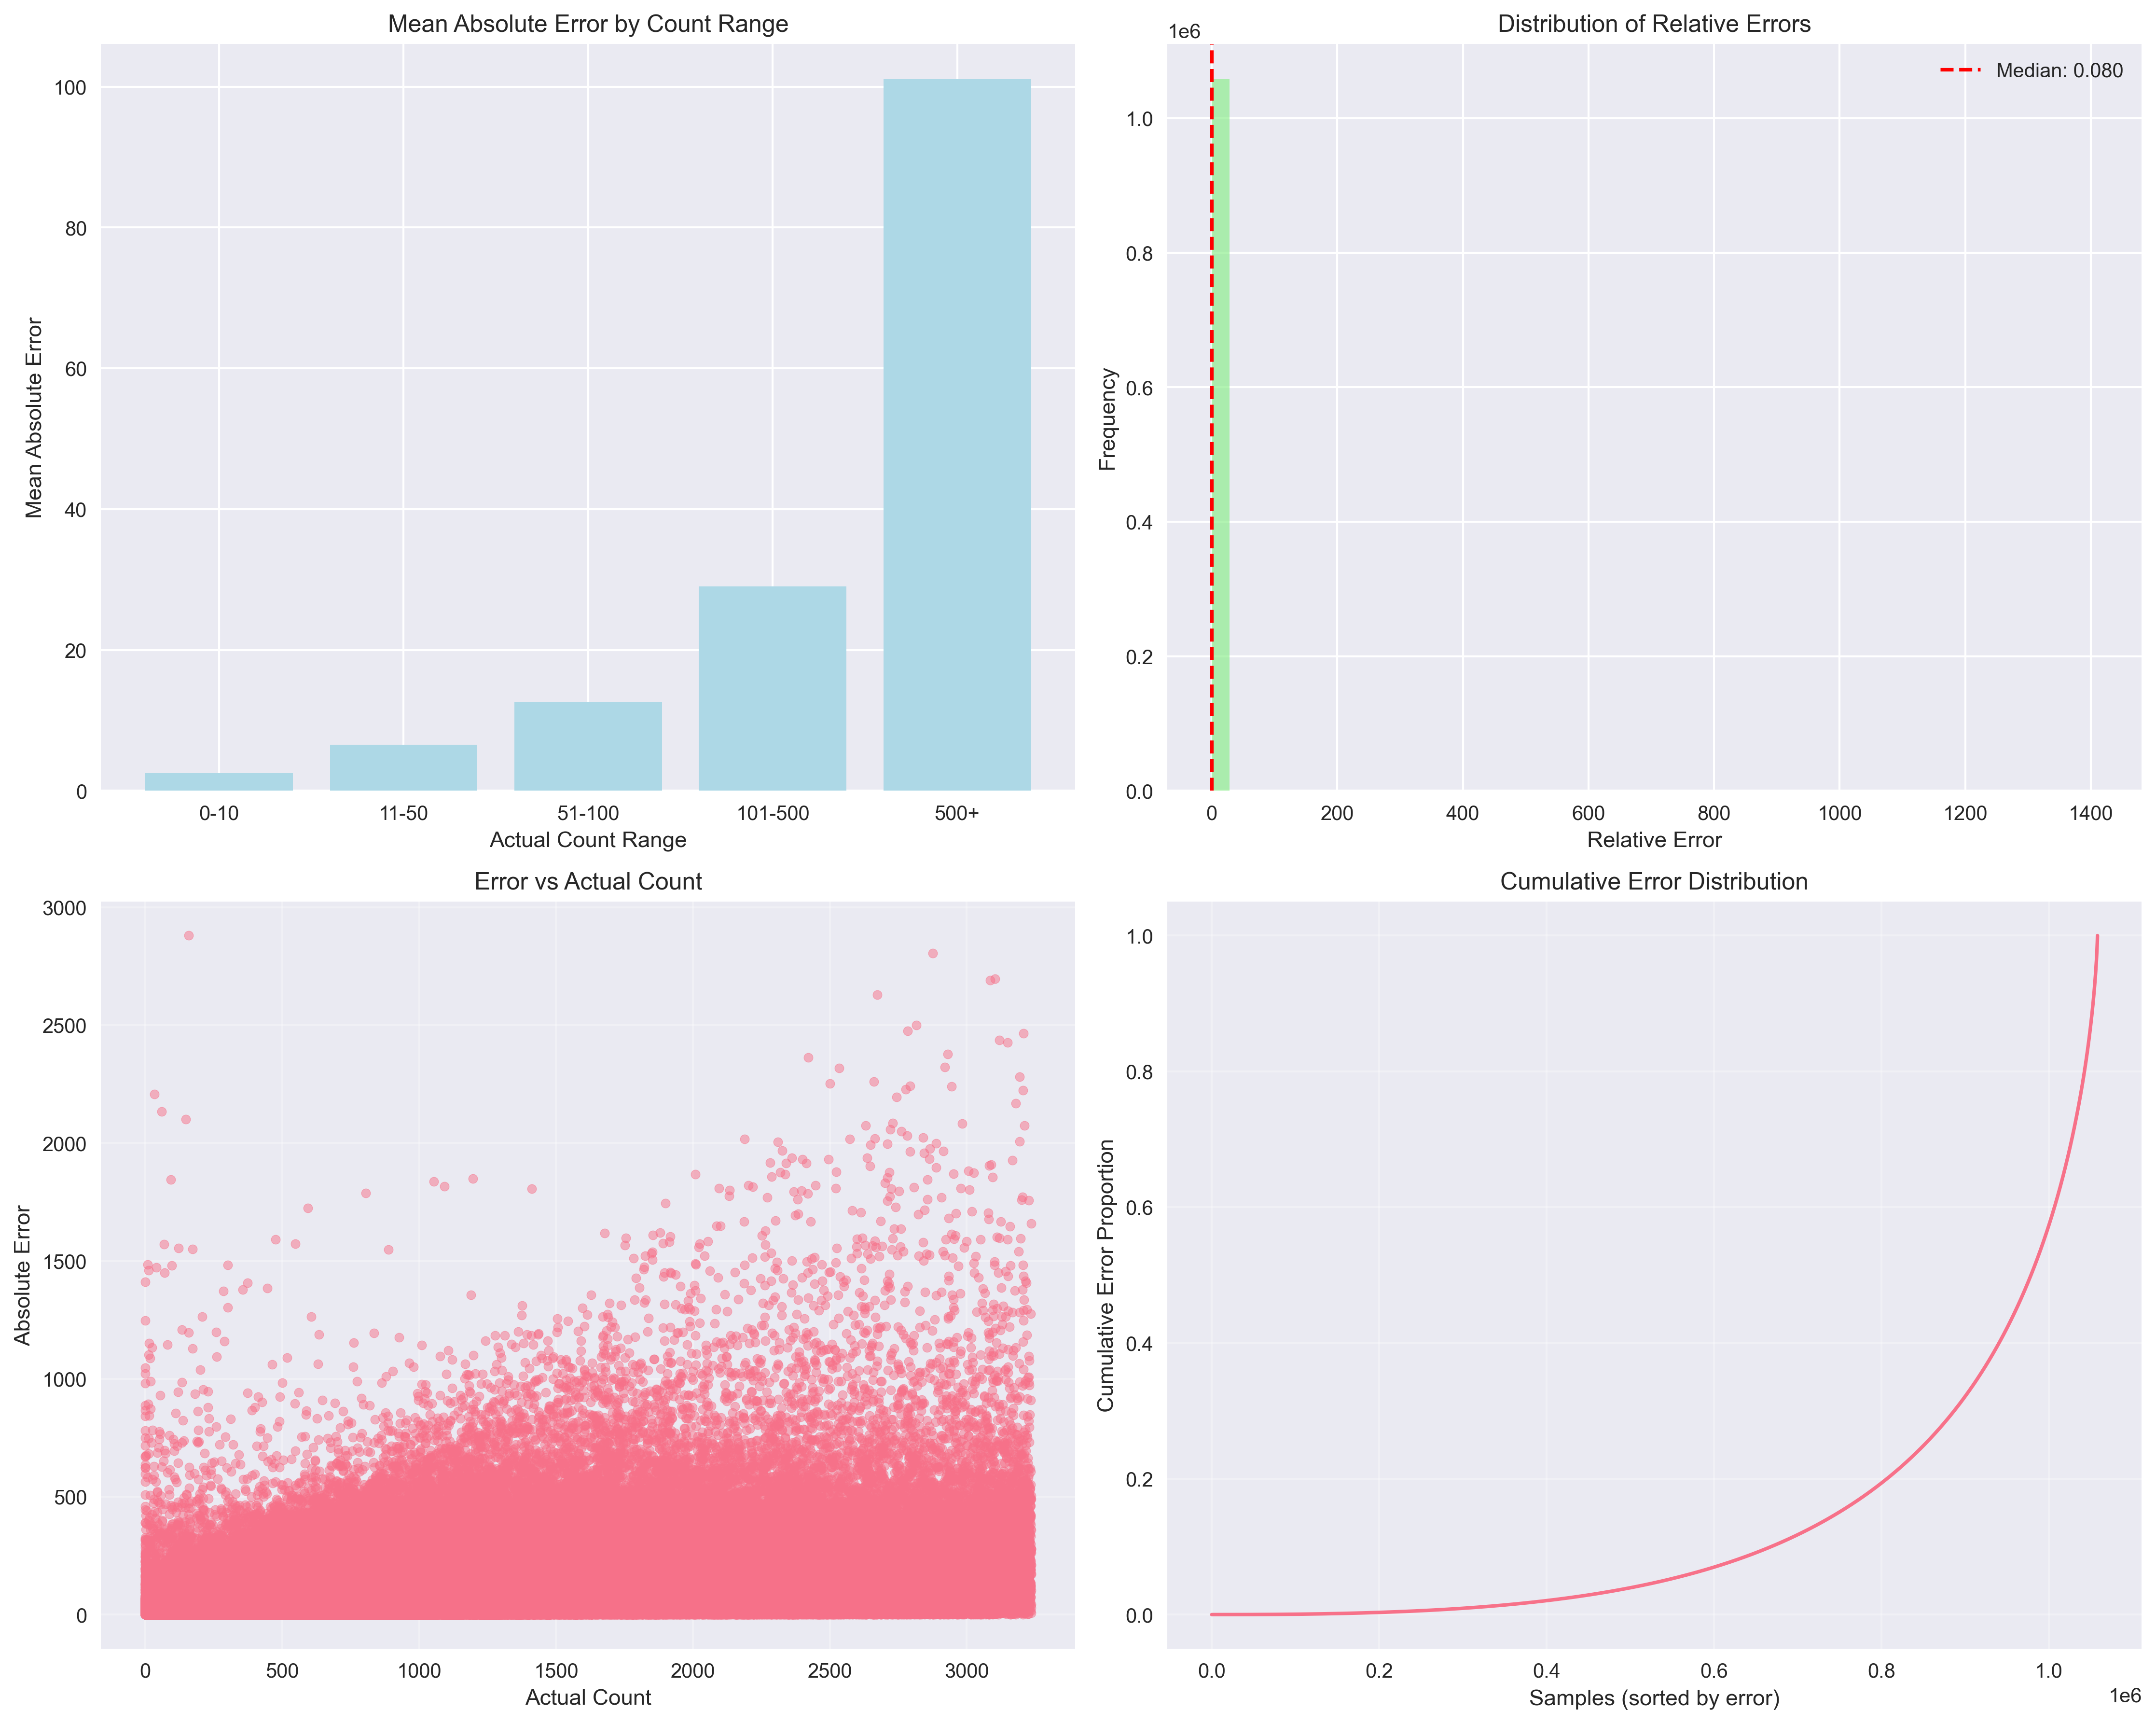 Mean Absolute Error by Count Range
Mean Absolute Error
100
80
60
40
20
0
0-10 11-50 51-100 101-500 500+
Actual Count Range
Distribution of Relative Errors
1e6
Median: 0.080
Frequency
1.0
0.8
0.6
0.4
0.2
0.0
0 200 400 600 800 1000 1200 1400
Relative Error
Error vs Actual Count
Absolute Error
3000
2500
2000
1500
1000
500
0
0 500 1000 1500 2000 2500 3000
Actual Count
Cumulative Error Distribution
Cumulative Error Proportion
1.0
0.8
0.6
0.4
0.2
0.0
0.0 0.2 0.4 0.6 0.8 1.0
1e6
Samples (sorted by error)